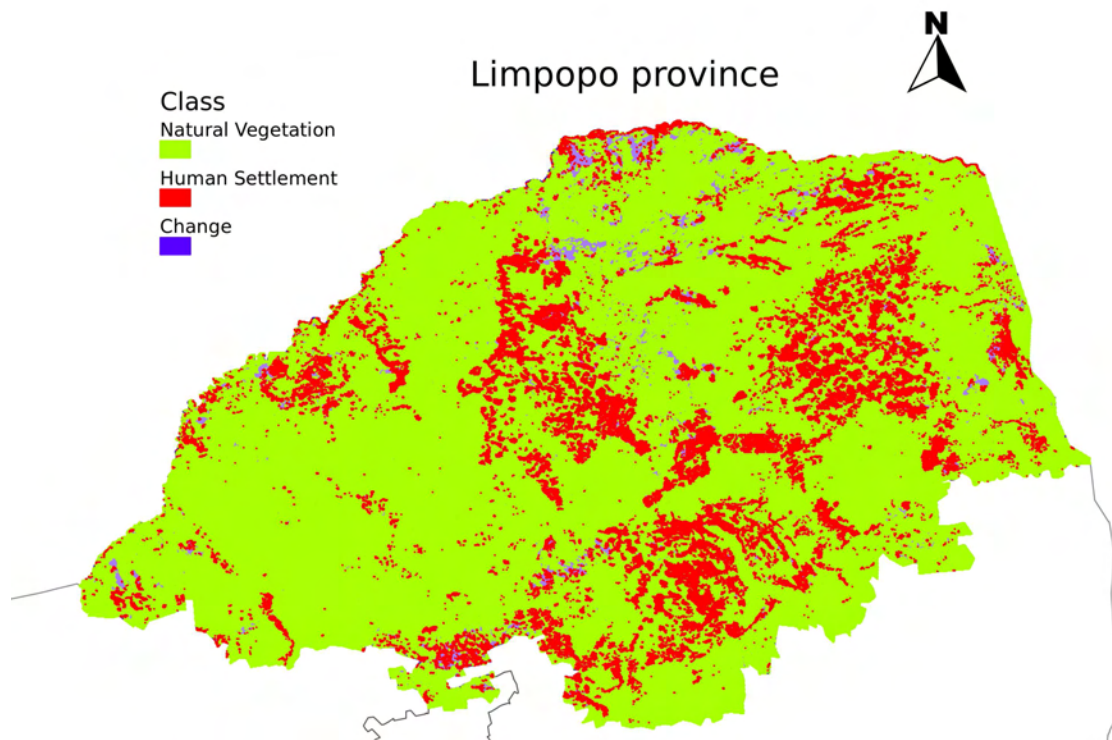 N
Limpopo province
Class
Natural Vegetation
Human Settlement
Change